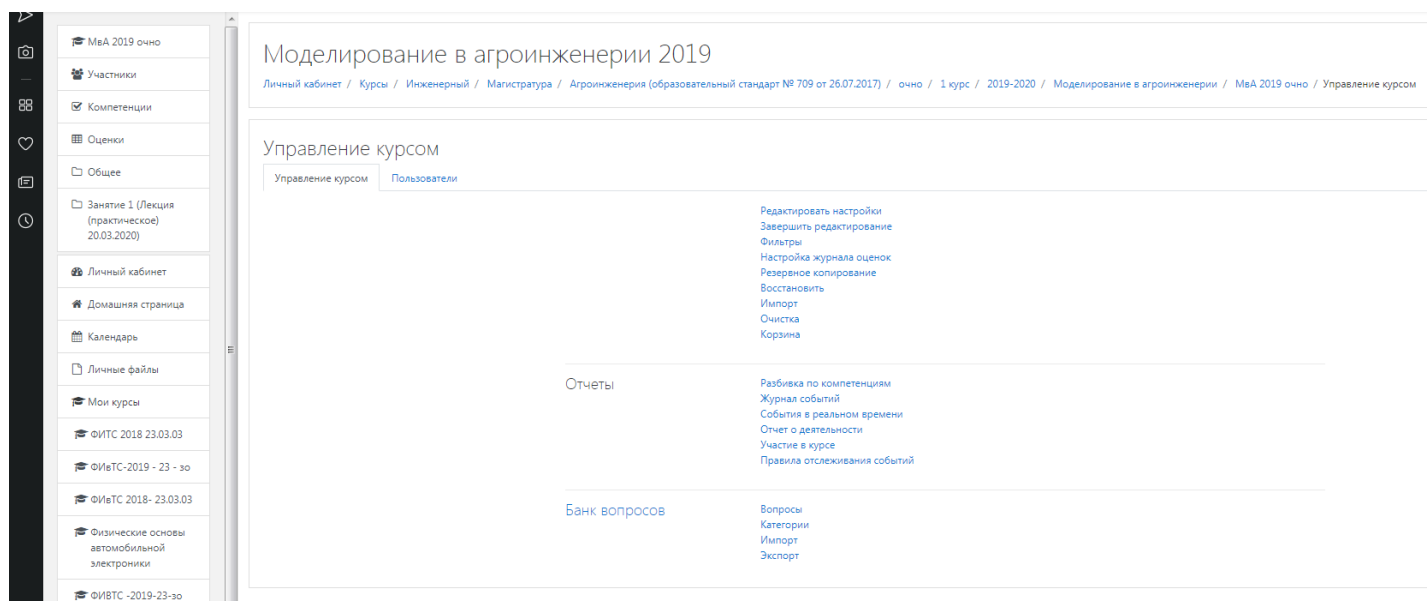 МвА 2019 очно
Участники
Компетенции
Оценки
Общее
Занятие 1 (Лекция
(практическое)
20.03.2020)
Личный кабинет
Домашняя страница
Календарь
Личные файлы
Мои курсы
ФИТС 2018 23.03.03
ФИвТС-2019 - 23 - зо
ФИвТС 2018- 23.03.03
Физические основы
автомобильной
электроники
ФИВТС -2019-23-зо
Моделирование в агроинженерии 2019
Личный кабинет / Курсы / Инженерный / Магистратура / Агроинженерия (образовательный стандарт № 709 от 26.07.2017) / очно / 1 курс / 2019-2020 / Моделирование в агроинженерии / МвА 2019 очно / Управление курсом
Управление курсом
Управление курсом Пользователи
Редактировать настройки
Завершить редактирование
Фильтры
Настройка журнала оценок
Резервное копирование
Восстановить
Импорт
Очистка
Корзина
Отчеты
Разбивка по компетенциям
Журнал событий
События в реальном времени
Отчет о деятельности
Участие в курсе
Правила отслеживания событий
Банк вопросов
Вопросы
Категории
Импорт
Экспорт